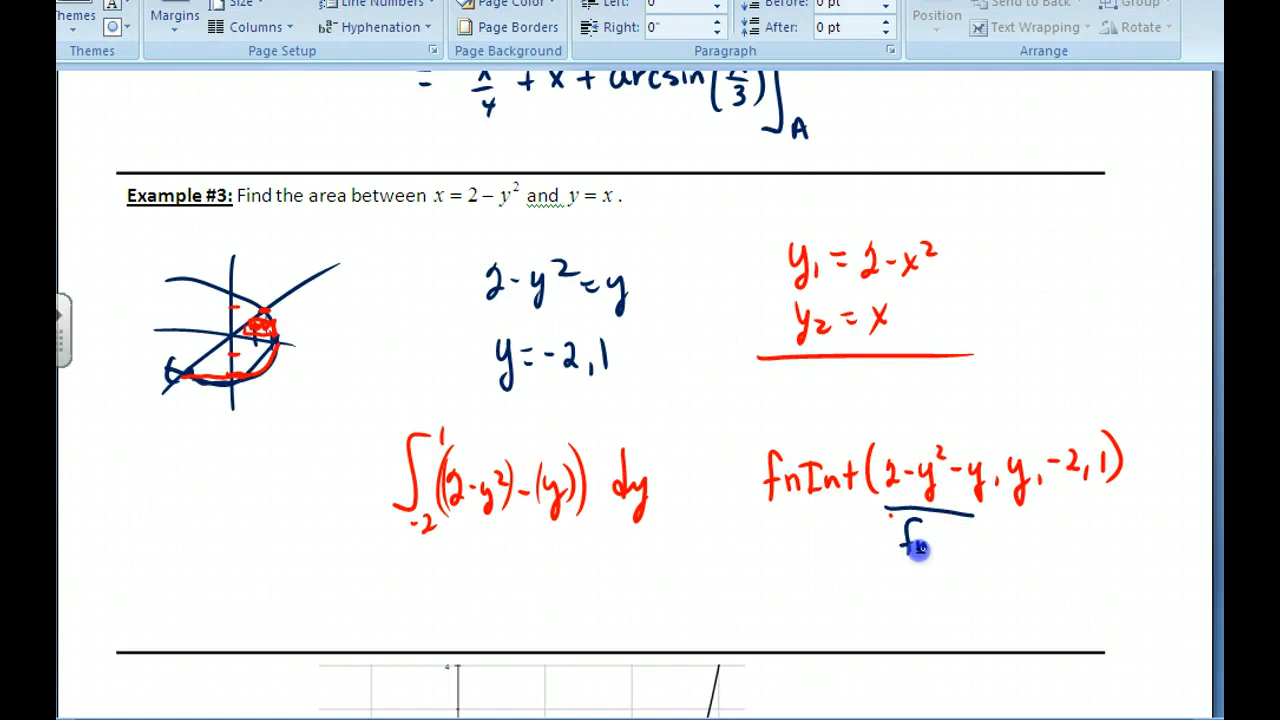 Themes
Margins
Size
Columns
Line Numbers
Hyphenation
Page Setup
Page Color
Page Borders
Page Background
Left: 0
Right: 0"
Before: 0 pt
After: 0 pt
Paragraph
Position
Send to Back
Text Wrapping
Group
Rotate
Arrange
Themes
= x/4 + x + arcsin(x/3)]A
Example #3: Find the area between x = 2 − y² and y = x .
2-y² = y
y = -2, 1
y₁ = 2-x²
y₂ = x
∫₋₂¹ ((2-y²)-(y)) dy
fnInt(2-y²-y, y, -2, 1)
f
4